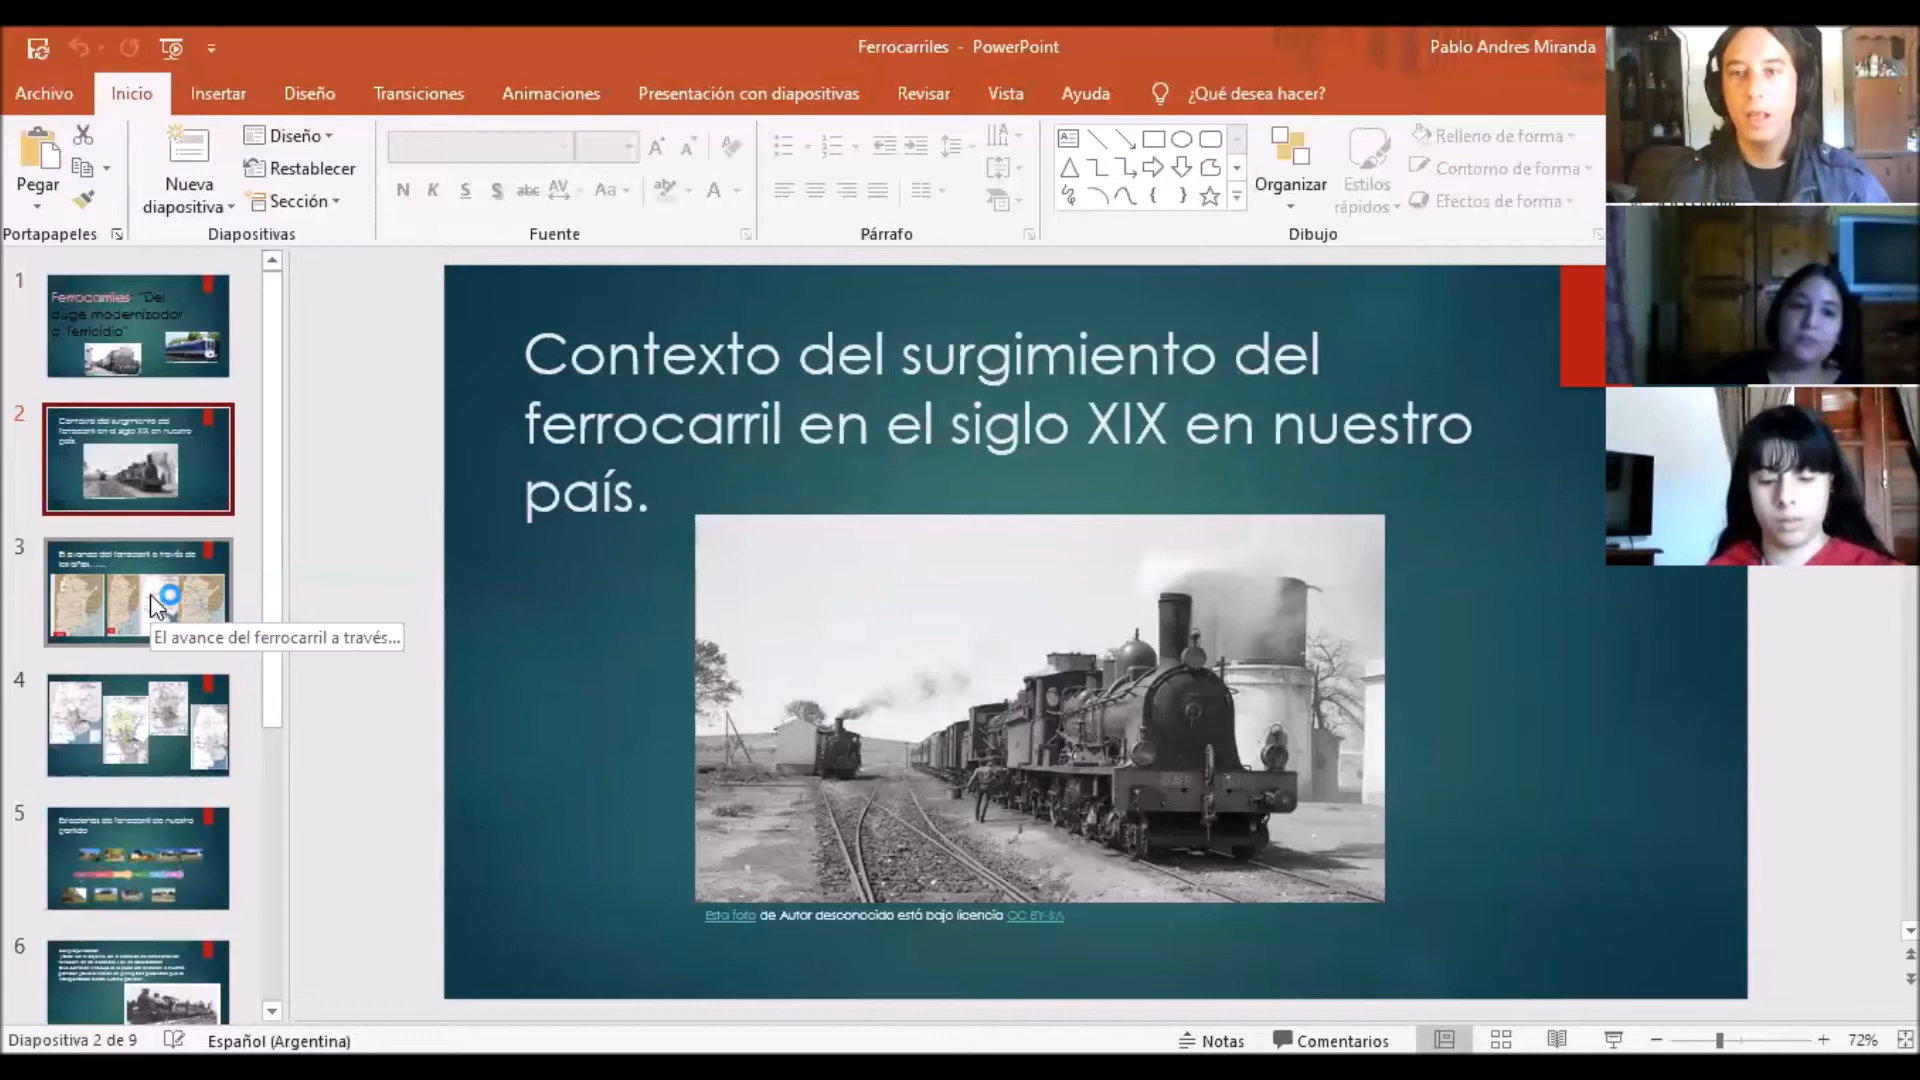 Ferrocarriles - PowerPoint
Pablo Andres Miranda
Archivo Inicio Insertar Diseño Transiciones Animaciones Presentación con diapositivas Revisar Vista Ayuda ¿Qué desea hacer?
Pegar
Nueva diapositiva
Diseño
Restablecer
Sección
N K S S abc AV Aa A
Organizar
Estilos rápidos
Relleno de forma
Contorno de forma
Efectos de forma
Portapapeles Diapositivas Fuente Párrafo Dibujo
1
Ferrocarriles: "Del
auge modernizador
al ferricidio"
2
Contexto del surgimiento del
ferrocarril en el siglo XIX en nuestro
país.
3
El avance del ferrocarril a través de
los años......
El avance del ferrocarril a través...
4
5
Estaciones de ferrocarril de nuestro
partido
6
Contexto del surgimiento del
ferrocarril en el siglo XIX en nuestro
país.
Esta foto de Autor desconocido está bajo licencia CC BY-SA
Diapositiva 2 de 9 Español (Argentina) Notas Comentarios 72%